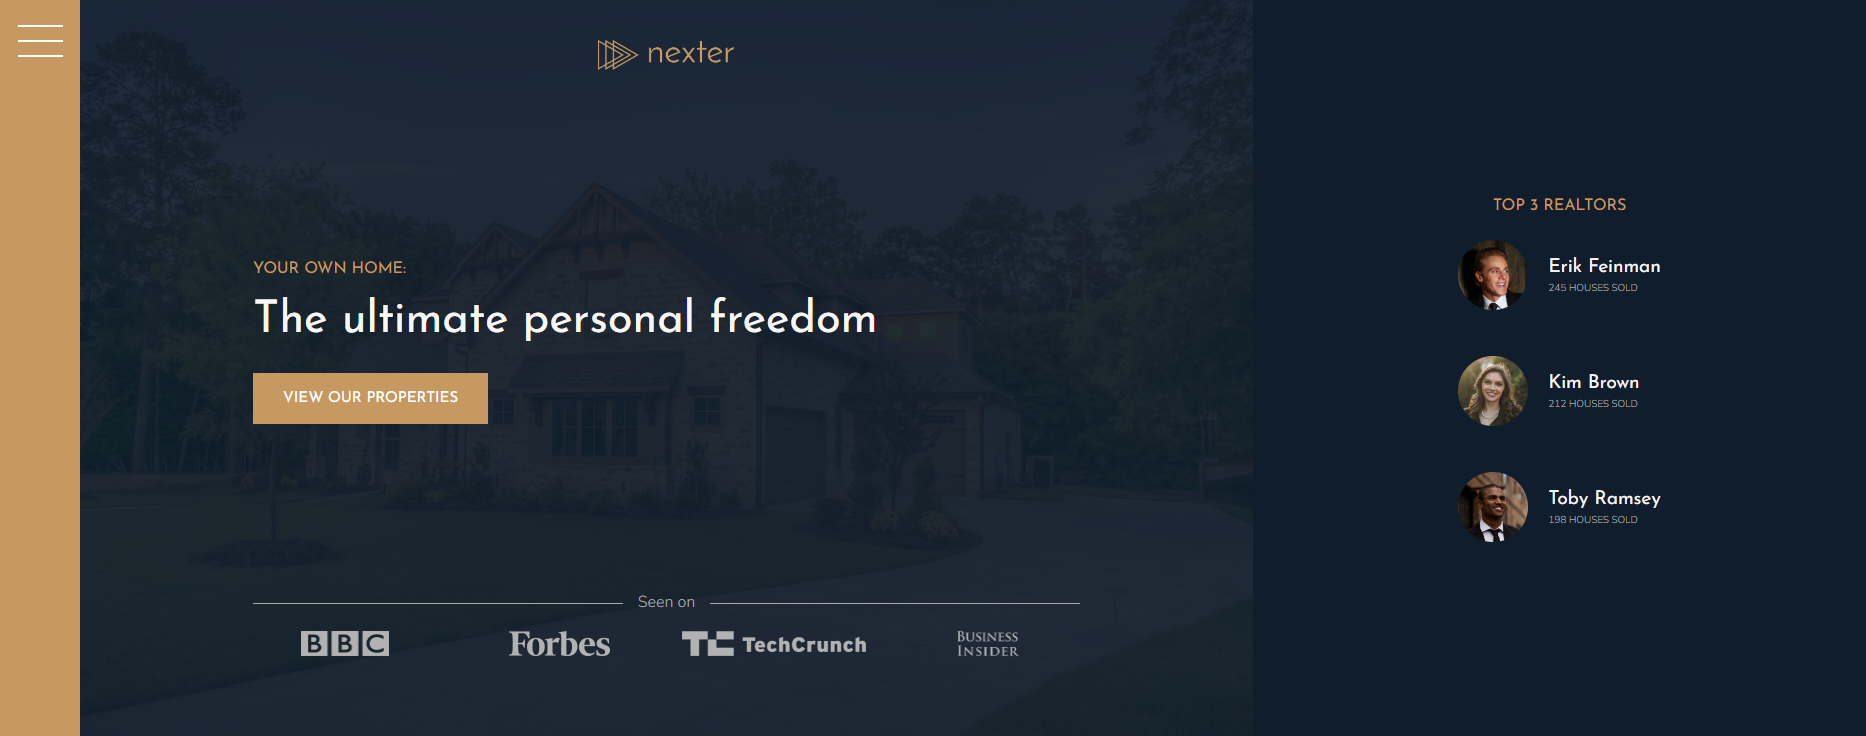 nexter
YOUR OWN HOME:
The ultimate personal freedom
VIEW OUR PROPERTIES
Seen on
BBC
Forbes
TC TechCrunch
BUSINESS
INSIDER
TOP 3 REALTORS
Erik Feinman
245 HOUSES SOLD
Kim Brown
212 HOUSES SOLD
Toby Ramsey
198 HOUSES SOLD